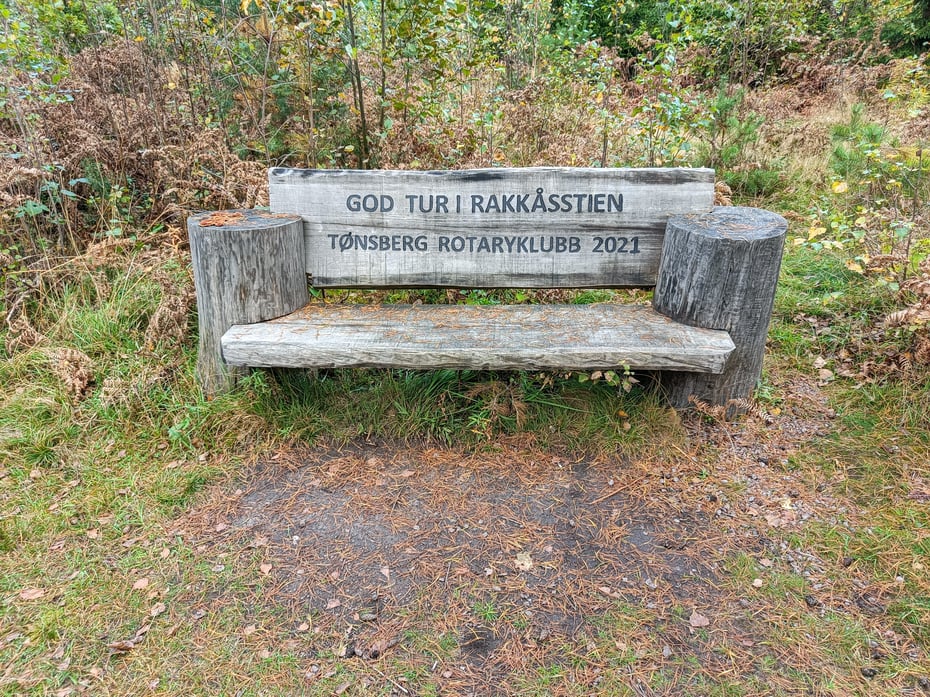 GOD TUR I RAKKÅSSTIEN
TØNSBERG ROTARYKLUBB 2021